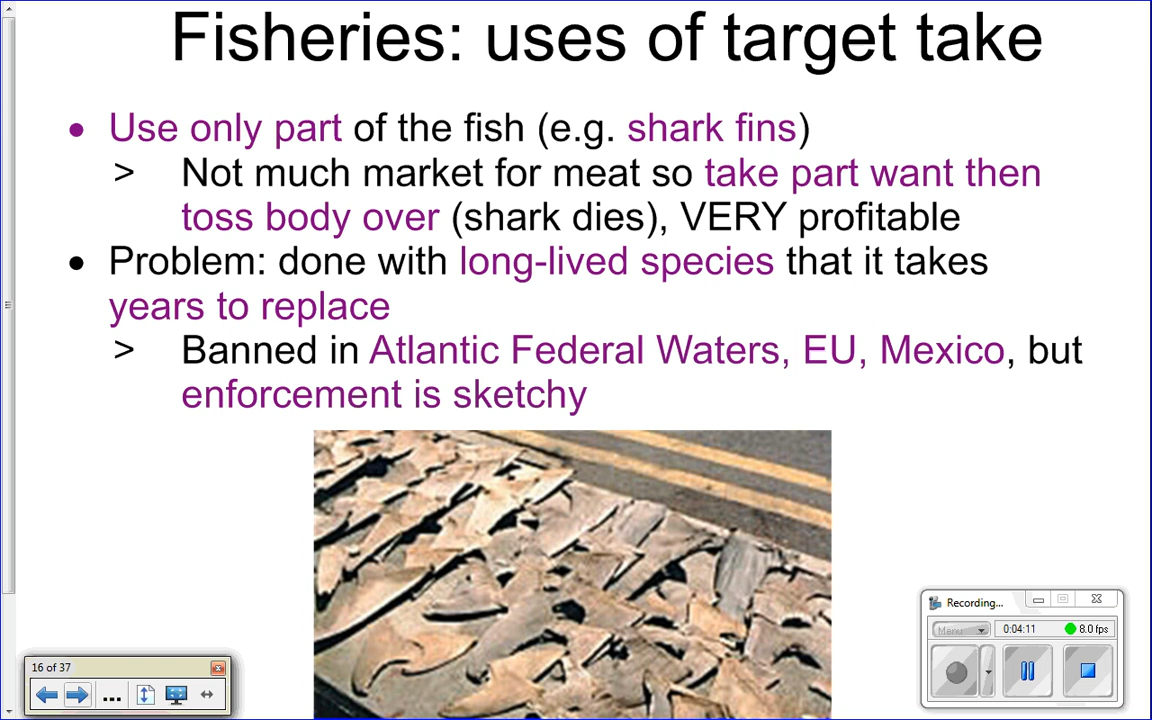 Fisheries: uses of target take
• Use only part of the fish (e.g. shark fins)
> Not much market for meat so take part want then
toss body over (shark dies), VERY profitable
• Problem: done with long-lived species that it takes
years to replace
> Banned in Atlantic Federal Waters, EU, Mexico, but
enforcement is sketchy
Recording...
Menu 0:04:11 8.0 fps
16 of 37
...